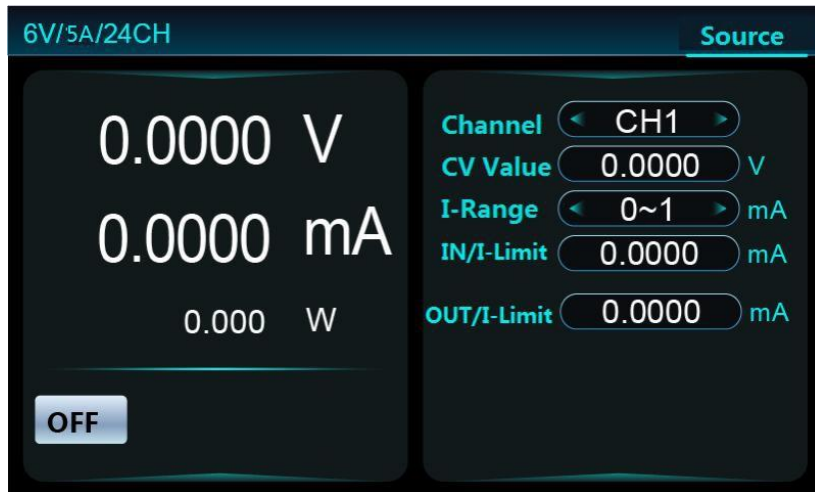 6V/5A/24CH
Source
0.0000 V
0.0000 mA
0.000 W
OFF
Channel CH1
CV Value 0.0000 V
I-Range 0~1 mA
IN/I-Limit 0.0000 mA
OUT/I-Limit 0.0000 mA